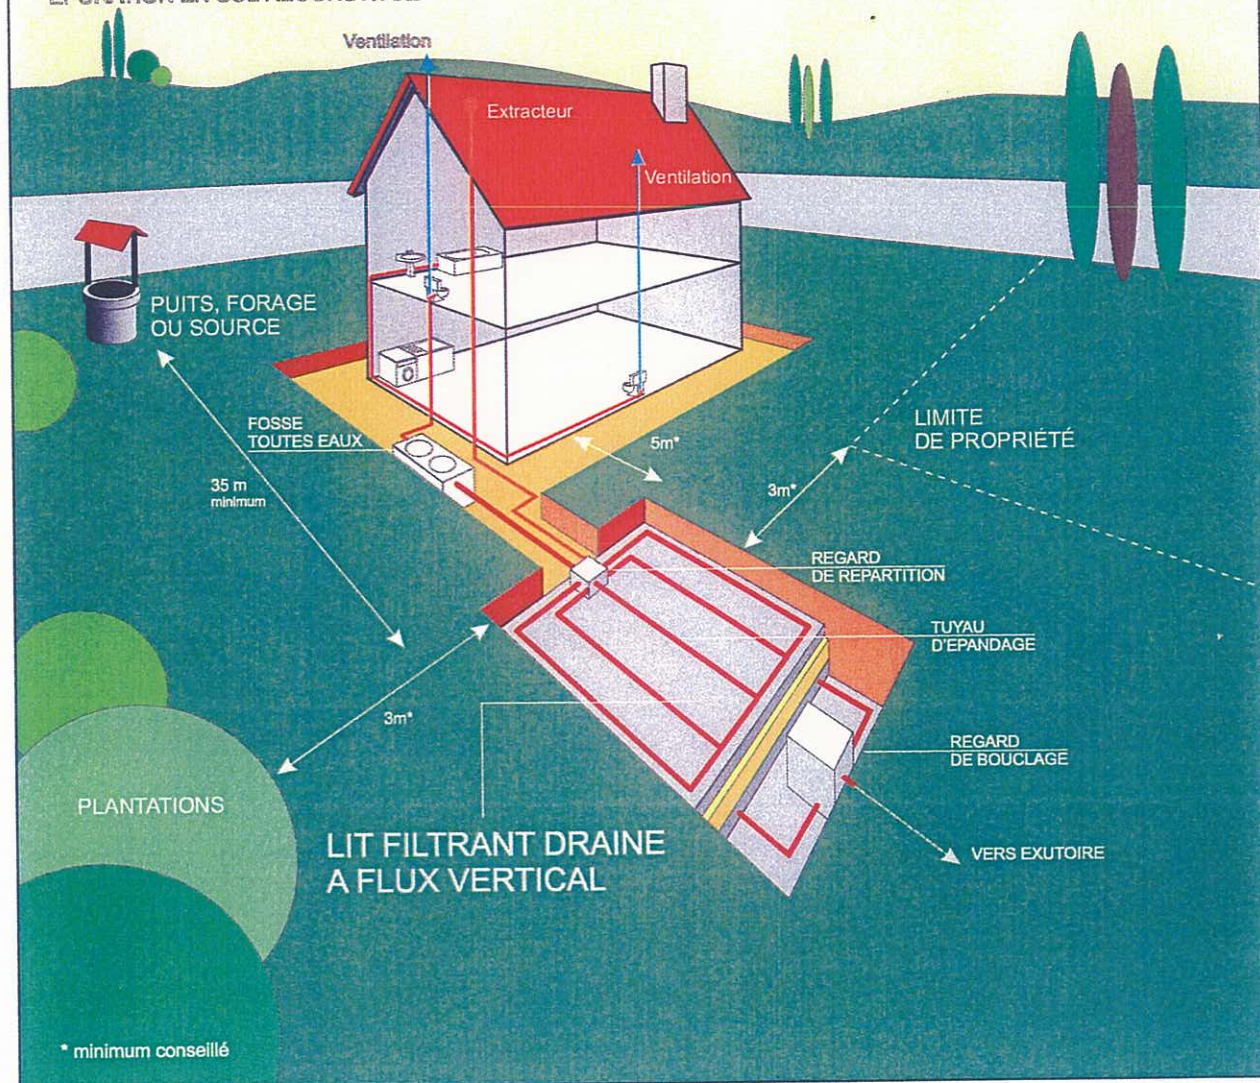 Ventilation
Extracteur
Ventilation
PUITS, FORAGE
OU SOURCE
FOSSE
TOUTES EAUX
5m*
LIMITE
DE PROPRIÉTÉ
35 m
minimum
3m*
REGARD
DE REPARTITION
TUYAU
D'EPANDAGE
3m*
REGARD
DE BOUCLAGE
PLANTATIONS
LIT FILTRANT DRAINE
A FLUX VERTICAL
VERS EXUTOIRE
* minimum conseillé